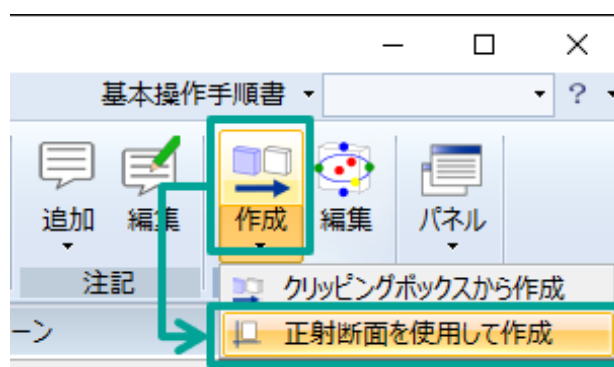 基本操作手順書
?
追加 編集 作成 編集 パネル
注記
クリッピングボックスから作成
ーン
正射断面を使用して作成